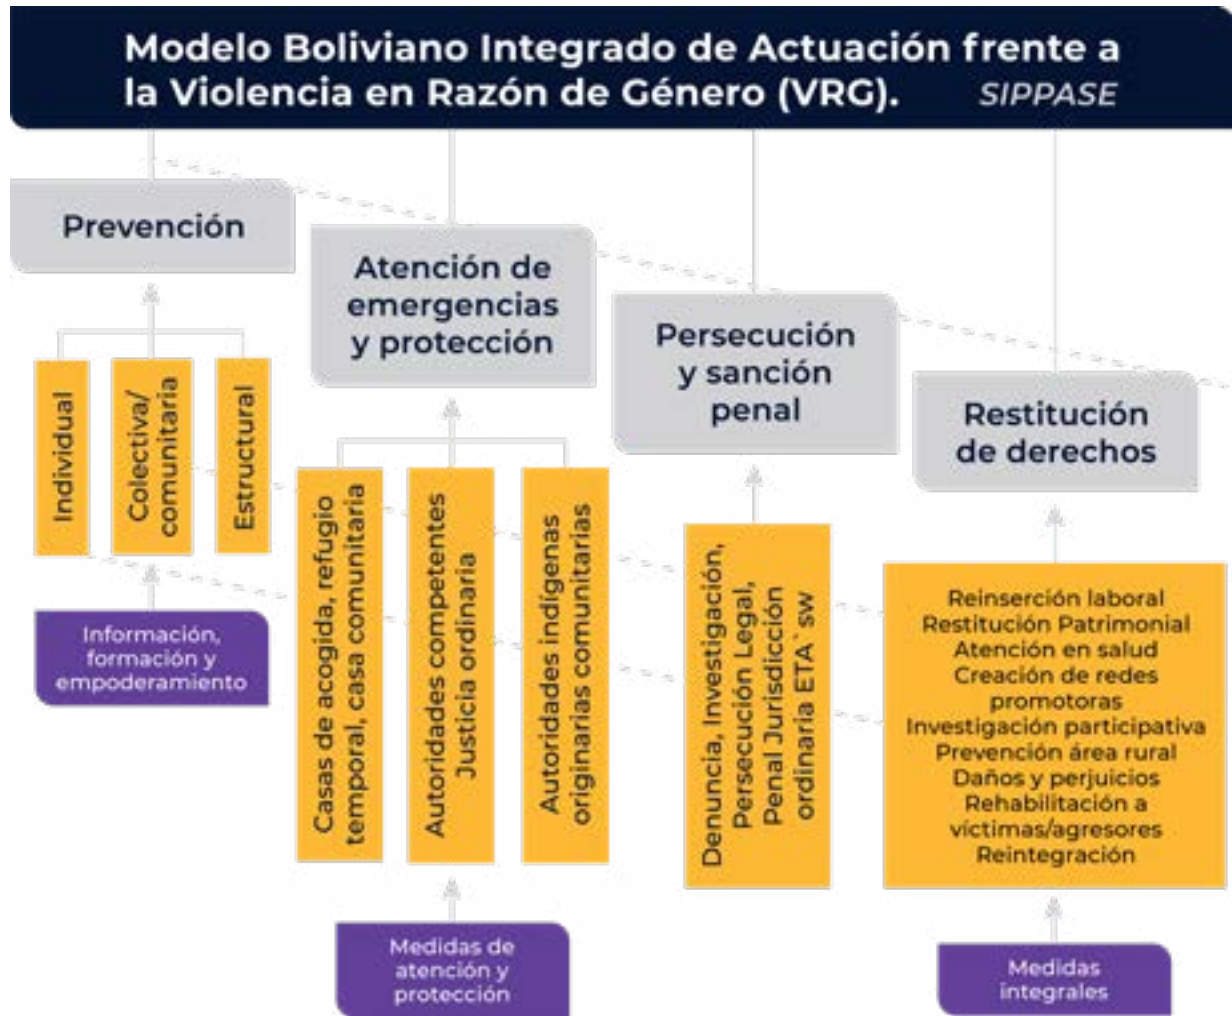 Modelo Boliviano Integrado de Actuación frente a
la Violencia en Razón de Género (VRG). SIPPASE
Prevención
Individual
Colectiva/
comunitaria
Estructural
Información,
formación y
empoderamiento
Atención de
emergencias
y protección
Casas de acogida, refugio
temporal, casa comunitaria
Autoridades competentes
Justicia ordinaria
Autoridades indígenas
originarias comunitarias
Medidas de
atención y
protección
Persecución
y sanción
penal
Denuncia, Investigación,
Persecución Legal,
Penal Jurisdicción
ordinaria ETA` sw
Restitución
de derechos
Reinserción laboral
Restitución Patrimonial
Atención en salud
Creación de redes
promotoras
Investigación participativa
Prevención área rural
Daños y perjuicios
Rehabilitación a
víctimas/agresores
Reintegración
Medidas
integrales